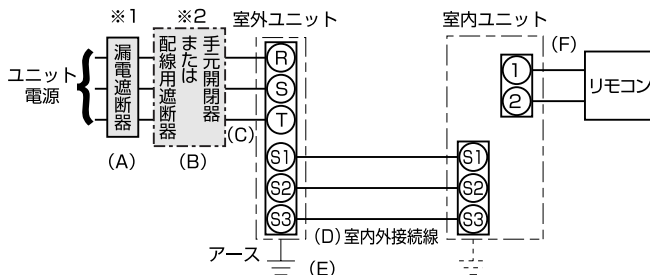 ※1
※2
室外ユニット
室内ユニット
ユニット
電源
漏電遮断器
手元開閉器
または
配線用遮断器
(A)
(B)
(C)
R
S
T
S1
S2
S3
1
2
(F)
リモコン
S1
S2
S3
(D)室内外接続線
アース
(E)